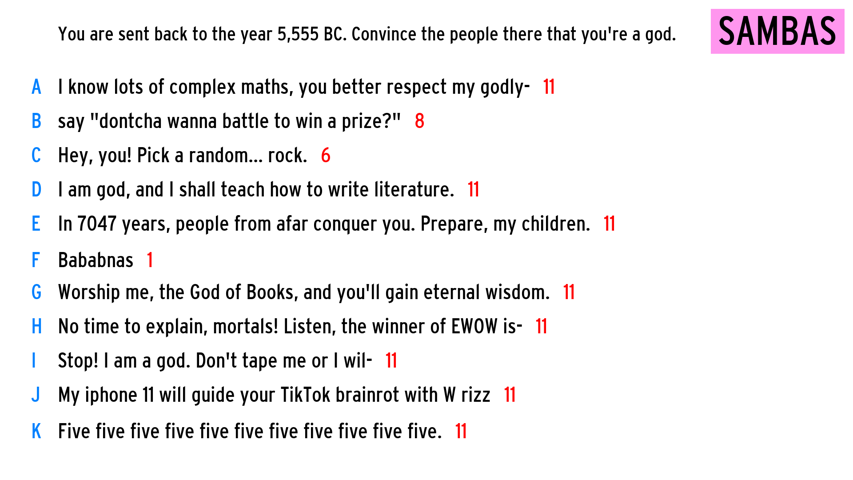 You are sent back to the year 5,555 BC. Convince the people there that you're a god.
SAMBAS
A I know lots of complex maths, you better respect my godly- 11
B say "dontcha wanna battle to win a prize?" 8
C Hey, you! Pick a random... rock. 6
D I am god, and I shall teach how to write literature. 11
E In 7047 years, people from afar conquer you. Prepare, my children. 11
F Bababnas 1
G Worship me, the God of Books, and you'll gain eternal wisdom. 11
H No time to explain, mortals! Listen, the winner of EWOW is- 11
I Stop! I am a god. Don't tape me or I wil- 11
J My iphone 11 will guide your TikTok brainrot with W rizz 11
K Five five five five five five five five five five five. 11